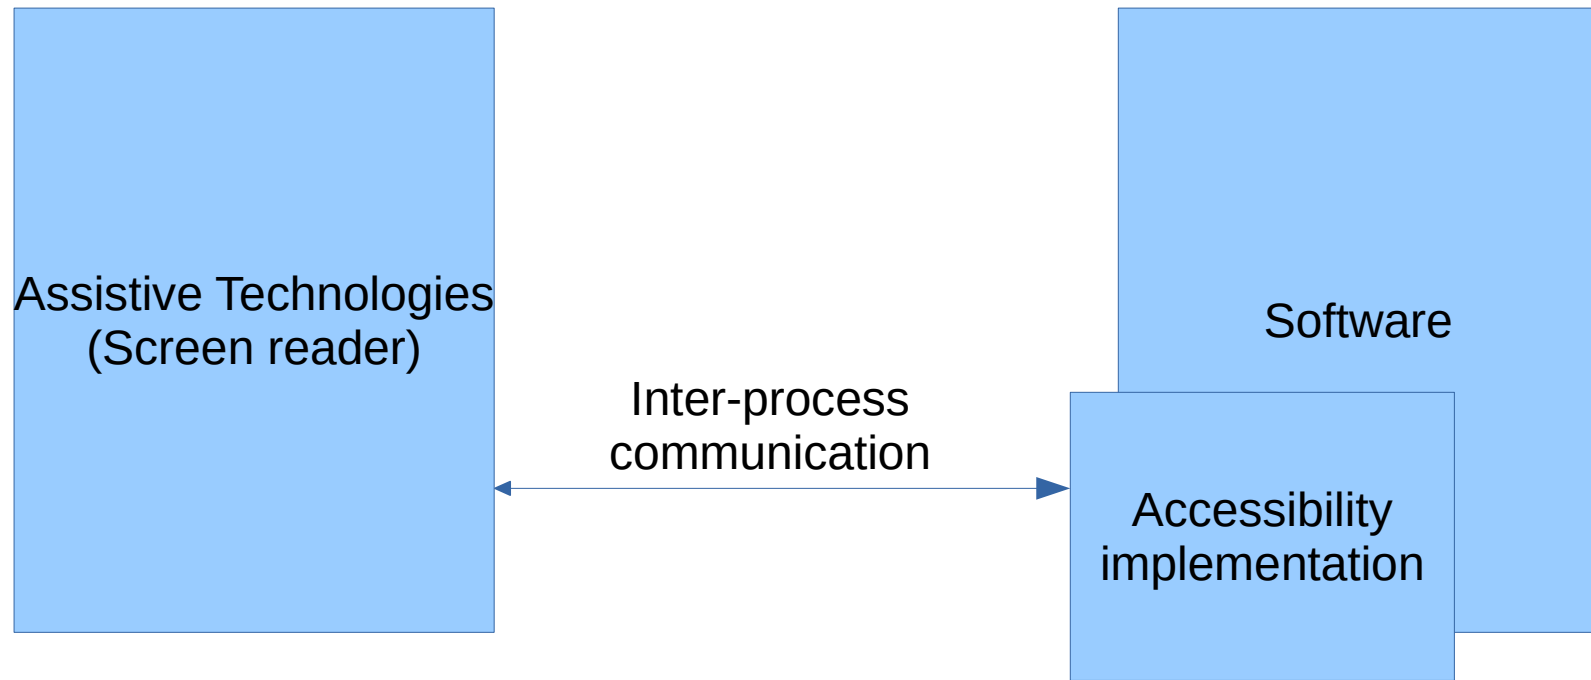 Assistive Technologies
(Screen reader)
Inter-process
communication
Software
Accessibility
implementation